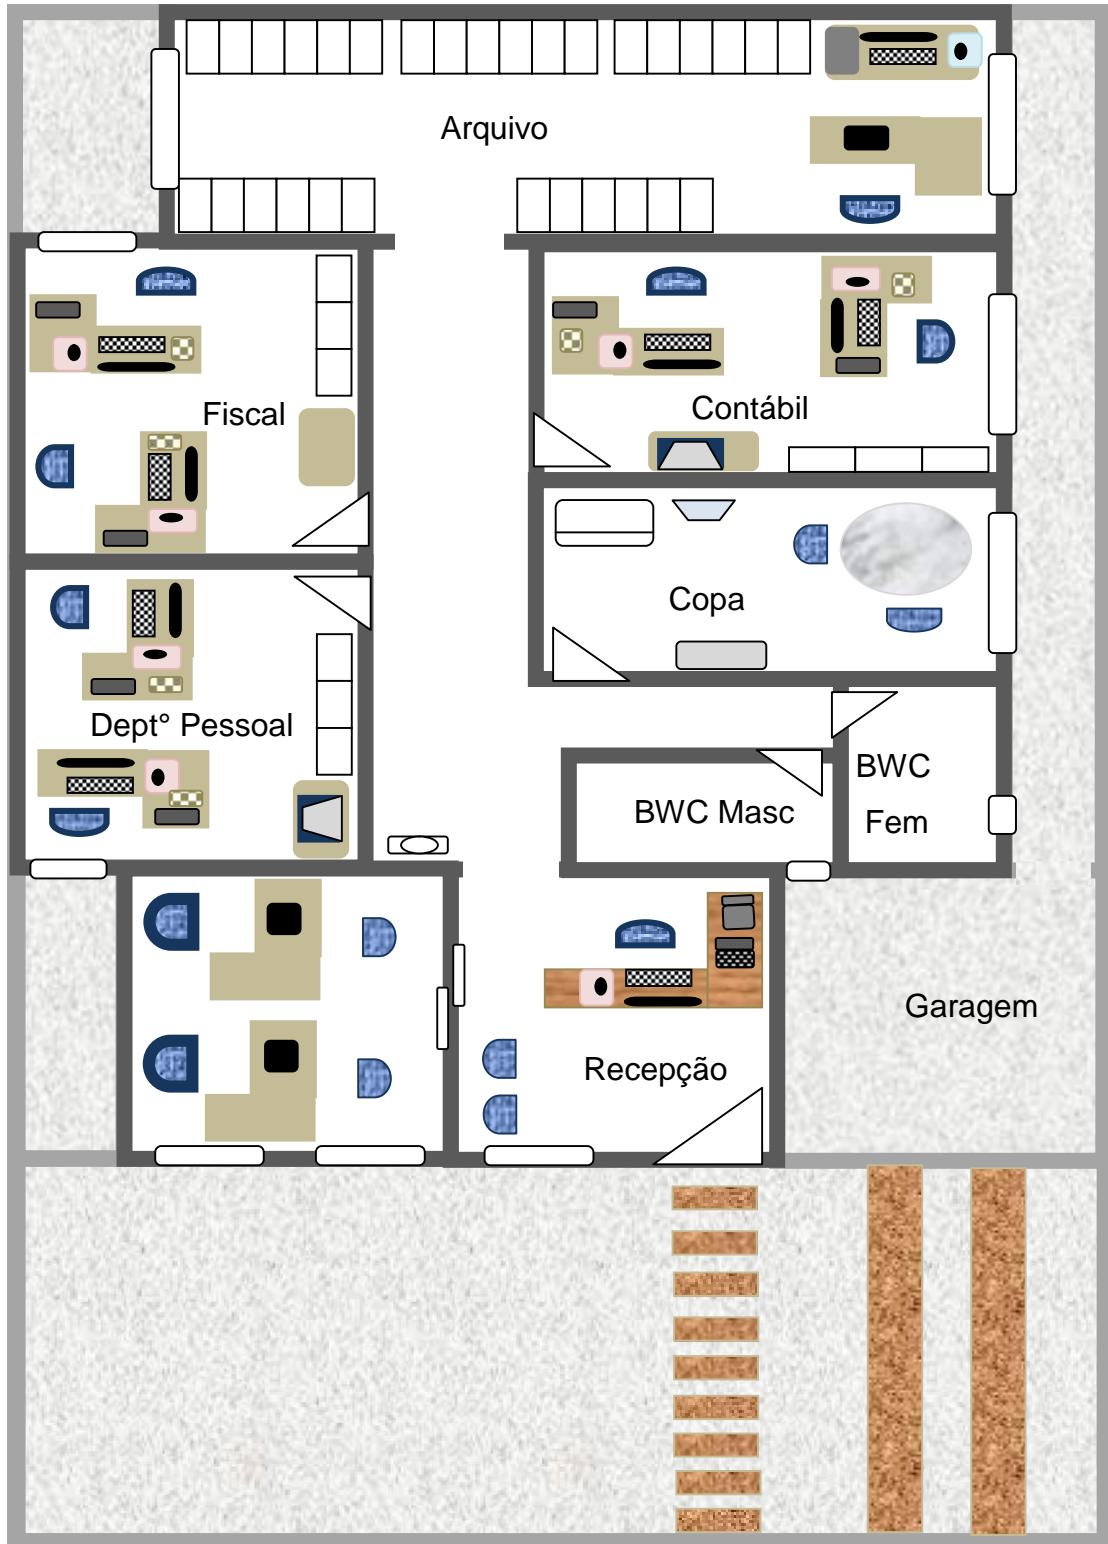 Arquivo
Fiscal
Contábil
Copa
Dept° Pessoal
BWC
Fem
BWC Masc
Garagem
Recepção